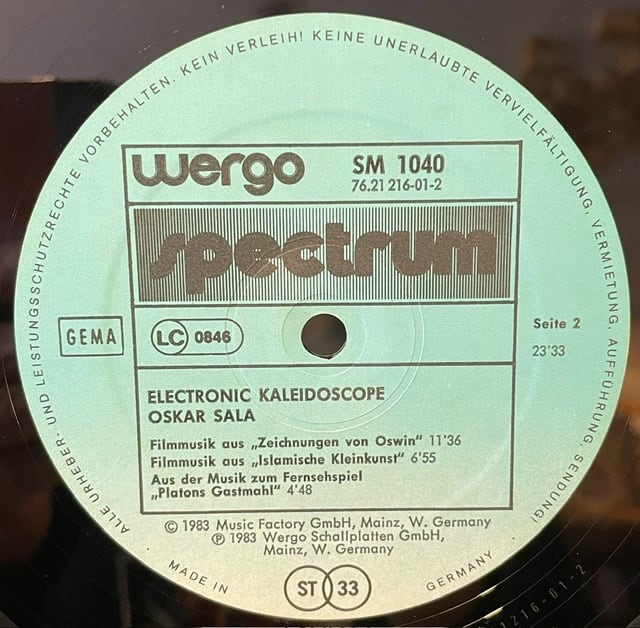 ALLE URHEBER- UND LEISTUNGSSCHUTZRECHTE VORBEHALTEN. KEIN VERLEIH! KEINE UNERLAUBTE VERVIELFÄLTIGUNG, VERMIETUNG, AUFFÜHRUNG, SENDUNG!
wergo
SM 1040
76.21 216-01-2
spectrum
GEMA
LC 0846
Seite 2
23'33
ELECTRONIC KALEIDOSCOPE
OSKAR SALA
Filmmusik aus „Zeichnungen von Oswin“ 11'36
Filmmusik aus „Islamische Kleinkunst“ 6'55
Aus der Musik zum Fernsehspiel
„Platons Gastmahl“ 4'48
© 1983 Music Factory GmbH, Mainz, W. Germany
℗ 1983 Wergo Schallplatten GmbH,
Mainz, W. Germany
MADE IN GERMANY
ST 33
1216-01-2